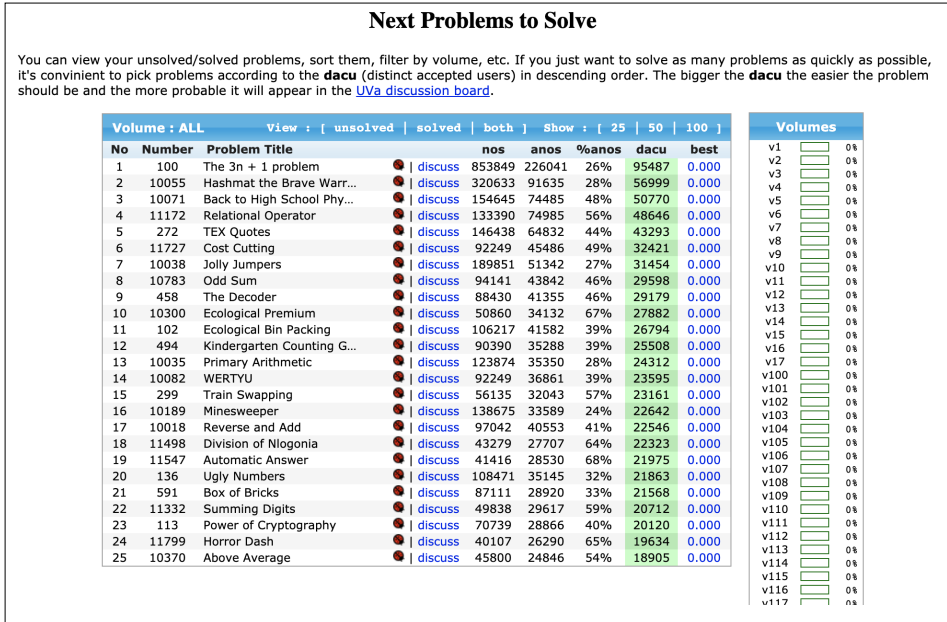 Next Problems to Solve
You can view your unsolved/solved problems, sort them, filter by volume, etc. If you just want to solve as many problems as quickly as possible,
it's convinient to pick problems according to the dacu (distinct accepted users) in descending order. The bigger the dacu the easier the problem
should be and the more probable it will appear in the UVa discussion board.
Volume : ALL View : [ unsolved | solved | both ] Show : [ 25 | 50 | 100 ]
No Number Problem Title nos anos %anos dacu best
1 100 The 3n + 1 problem | discuss 853849 226041 26% 95487 0.000
2 10055 Hashmat the Brave Warr... | discuss 320633 91635 28% 56999 0.000
3 10071 Back to High School Phy... | discuss 154645 74485 48% 50770 0.000
4 11172 Relational Operator | discuss 133390 74985 56% 48646 0.000
5 272 TEX Quotes | discuss 146438 64832 44% 43293 0.000
6 11727 Cost Cutting | discuss 92249 45486 49% 32421 0.000
7 10038 Jolly Jumpers | discuss 189851 51342 27% 31454 0.000
8 10783 Odd Sum | discuss 94141 43842 46% 29598 0.000
9 458 The Decoder | discuss 88430 41355 46% 29179 0.000
10 10300 Ecological Premium | discuss 50860 34132 67% 27882 0.000
11 102 Ecological Bin Packing | discuss 106217 41582 39% 26794 0.000
12 494 Kindergarten Counting G... | discuss 90390 35288 39% 25508 0.000
13 10035 Primary Arithmetic | discuss 123874 35350 28% 24312 0.000
14 10082 WERTYU | discuss 92249 36861 39% 23595 0.000
15 299 Train Swapping | discuss 56135 32043 57% 23161 0.000
16 10189 Minesweeper | discuss 138675 33589 24% 22642 0.000
17 10018 Reverse and Add | discuss 97042 40553 41% 22546 0.000
18 11498 Division of Nlogonia | discuss 43279 27707 64% 22323 0.000
19 11547 Automatic Answer | discuss 41416 28530 68% 21975 0.000
20 136 Ugly Numbers | discuss 108471 35145 32% 21863 0.000
21 591 Box of Bricks | discuss 87111 28920 33% 21568 0.000
22 11332 Summing Digits | discuss 49838 29617 59% 20712 0.000
23 113 Power of Cryptography | discuss 70739 28866 40% 20120 0.000
24 11799 Horror Dash | discuss 40107 26290 65% 19634 0.000
25 10370 Above Average | discuss 45800 24846 54% 18905 0.000
Volumes
v1 0%
v2 0%
v3 0%
v4 0%
v5 0%
v6 0%
v7 0%
v8 0%
v9 0%
v10 0%
v11 0%
v12 0%
v13 0%
v14 0%
v15 0%
v16 0%
v17 0%
v100 0%
v101 0%
v102 0%
v103 0%
v104 0%
v105 0%
v106 0%
v107 0%
v108 0%
v109 0%
v110 0%
v111 0%
v112 0%
v113 0%
v114 0%
v115 0%
v116 0%
v117 0%